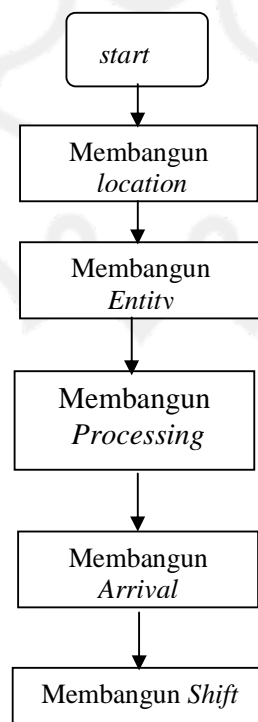 start
Membangun
location
Membangun
Entity
Membangun
Processing
Membangun
Arrival
Membangun Shift